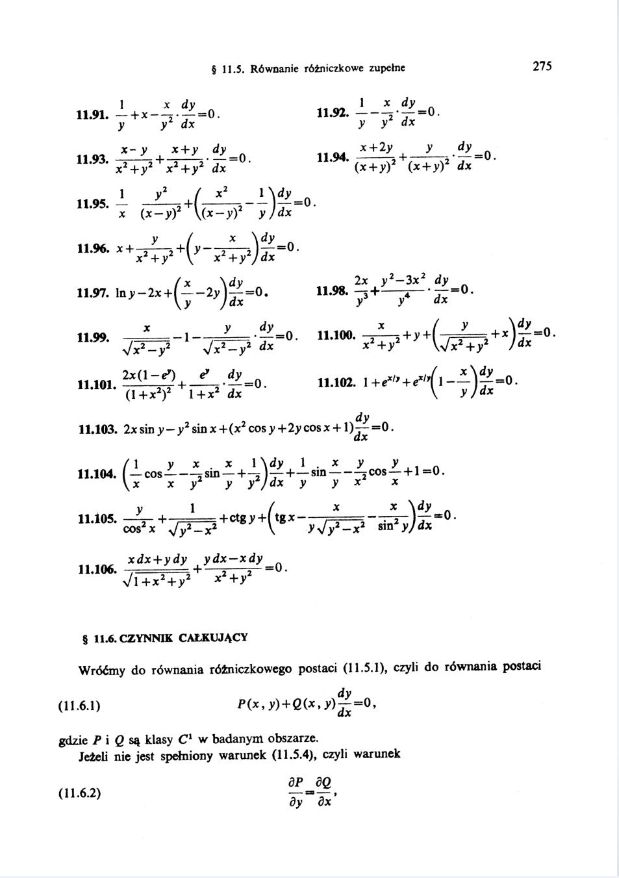 § 11.5. Równanie różniczkowe zupełne 275
11.91. \frac{1}{y}+x-\frac{x}{y^2}\cdot\frac{dy}{dx}=0. 11.92. \frac{1}{y}-\frac{x}{y^2}\cdot\frac{dy}{dx}=0.
11.93. \frac{x-y}{x^2+y^2}+\frac{x+y}{x^2+y^2}\cdot\frac{dy}{dx}=0. 11.94. \frac{x+2y}{(x+y)^2}+\frac{y}{(x+y)^2}\cdot\frac{dy}{dx}=0.
11.95. \frac{1}{x}-\frac{y^2}{(x-y)^2}+\left(\frac{x^2}{(x-y)^2}-\frac{1}{y}\right)\frac{dy}{dx}=0.
11.96. x+\frac{y}{x^2+y^2}+\left(y-\frac{x}{x^2+y^2}\right)\frac{dy}{dx}=0.
11.97. \ln y-2x+\left(\frac{x}{y}-2y\right)\frac{dy}{dx}=0. 11.98. \frac{2x}{y^3}+\frac{y^2-3x^2}{y^4}\cdot\frac{dy}{dx}=0.
11.99. \frac{x}{\sqrt{x^2-y^2}}-1-\frac{y}{\sqrt{x^2-y^2}}\cdot\frac{dy}{dx}=0. 11.100. \frac{x}{x^2+y^2}+y+\left(\frac{y}{\sqrt{x^2+y^2}}+x\right)\frac{dy}{dx}=0.
11.101. \frac{2x(1-e^y)}{(1+x^2)^2}+\frac{e^y}{1+x^2}\cdot\frac{dy}{dx}=0. 11.102. 1+e^{x/y}+e^{x/y}\left(1-\frac{x}{y}\right)\frac{dy}{dx}=0.
11.103. 2x \sin y-y^2 \sin x+(x^2 \cos y+2y \cos x+1)\frac{dy}{dx}=0.
11.104. \left(\frac{1}{x}\cos\frac{y}{x}-\frac{x}{y^2}\sin\frac{x}{y}+\frac{1}{y^2}\right)\frac{dy}{dx}+\frac{1}{y}\sin\frac{x}{y}-\frac{y}{x^2}\cos\frac{y}{x}+1=0.
11.105. \frac{y}{\cos^2 x}+\frac{1}{\sqrt{y^2-x^2}}+\text{ctg}\, y+\left(\text{tg}\, x-\frac{x}{y\sqrt{y^2-x^2}}-\frac{x}{\sin^2 y}\right)\frac{dy}{dx}=0.
11.106. \frac{x\,dx+y\,dy}{\sqrt{1+x^2+y^2}}+\frac{y\,dx-x\,dy}{x^2+y^2}=0.
§ 11.6. CZYNNIK CAŁKUJĄCY
Wróćmy do równania różniczkowego postaci (11.5.1), czyli do równania postaci
(11.6.1) P(x, y)+Q(x, y)\frac{dy}{dx}=0,
gdzie P i Q są klasy C^1 w badanym obszarze.
Jeżeli nie jest spełniony warunek (11.5.4), czyli warunek
(11.6.2) \frac{\partial P}{\partial y}=\frac{\partial Q}{\partial x},